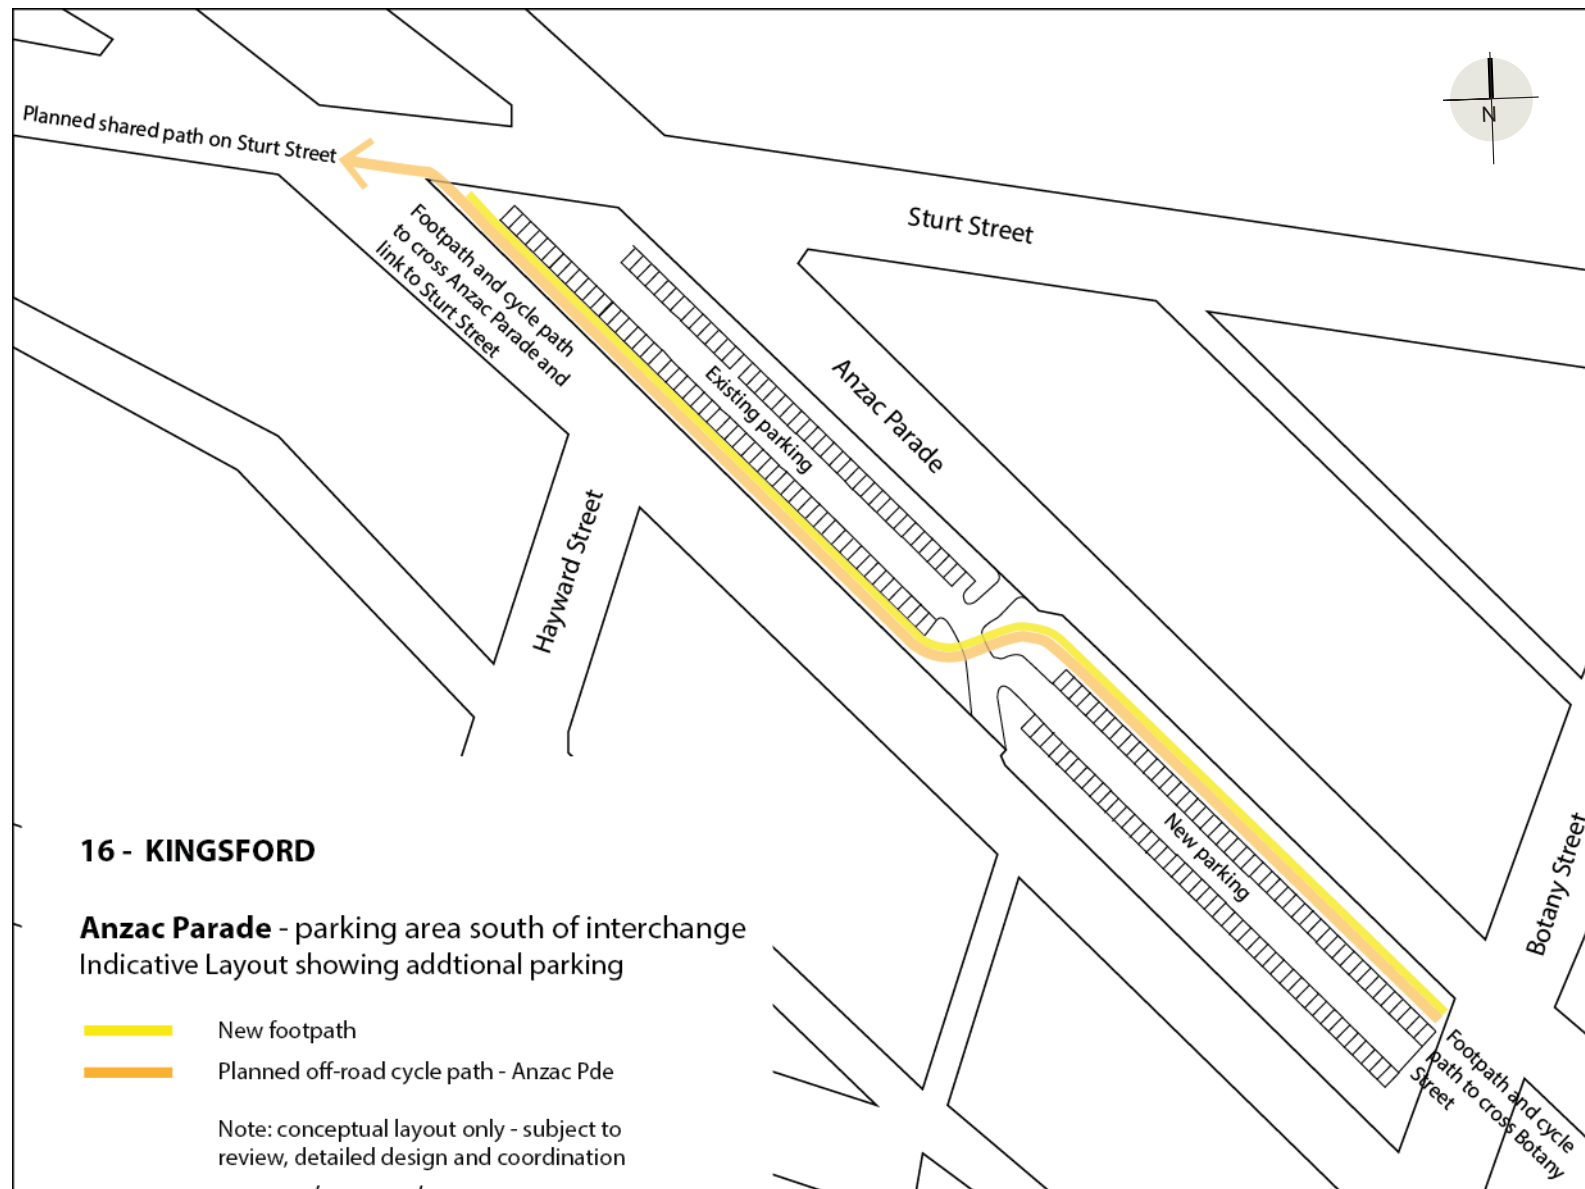 N
Planned shared path on Sturt Street
Sturt Street
Footpath and cycle path
to cross Anzac Parade and
link to Sturt Street
Anzac Parade
Existing parking
Hayward Street
New parking
Botany Street
Footpath and cycle
path to cross Botany
Street
16 - KINGSFORD
Anzac Parade - parking area south of interchange
Indicative Layout showing addtional parking
New footpath
Planned off-road cycle path - Anzac Pde
Note: conceptual layout only - subject to
review, detailed design and coordination